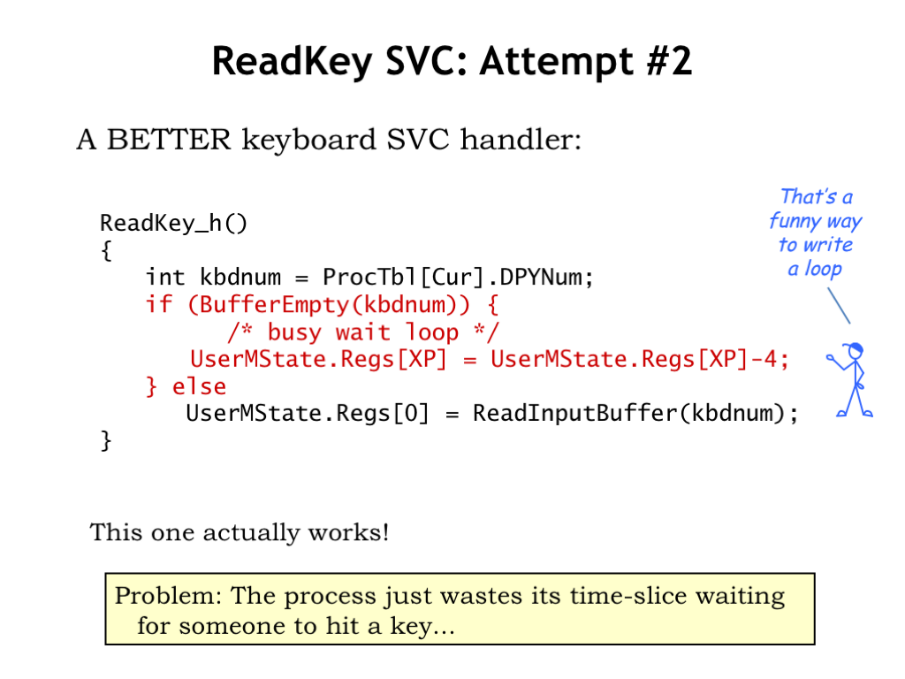 ReadKey SVC: Attempt #2
A BETTER keyboard SVC handler:
That's a
funny way
to write
a loop
ReadKey_h()
{
int kbdnum = ProcTbl[Cur].DPYNum;
if (BufferEmpty(kbdnum)) {
/* busy wait loop */
UserMState.Regs[XP] = UserMState.Regs[XP]-4;
} else
UserMState.Regs[0] = ReadInputBuffer(kbdnum);
}
This one actually works!
Problem: The process just wastes its time-slice waiting
for someone to hit a key…